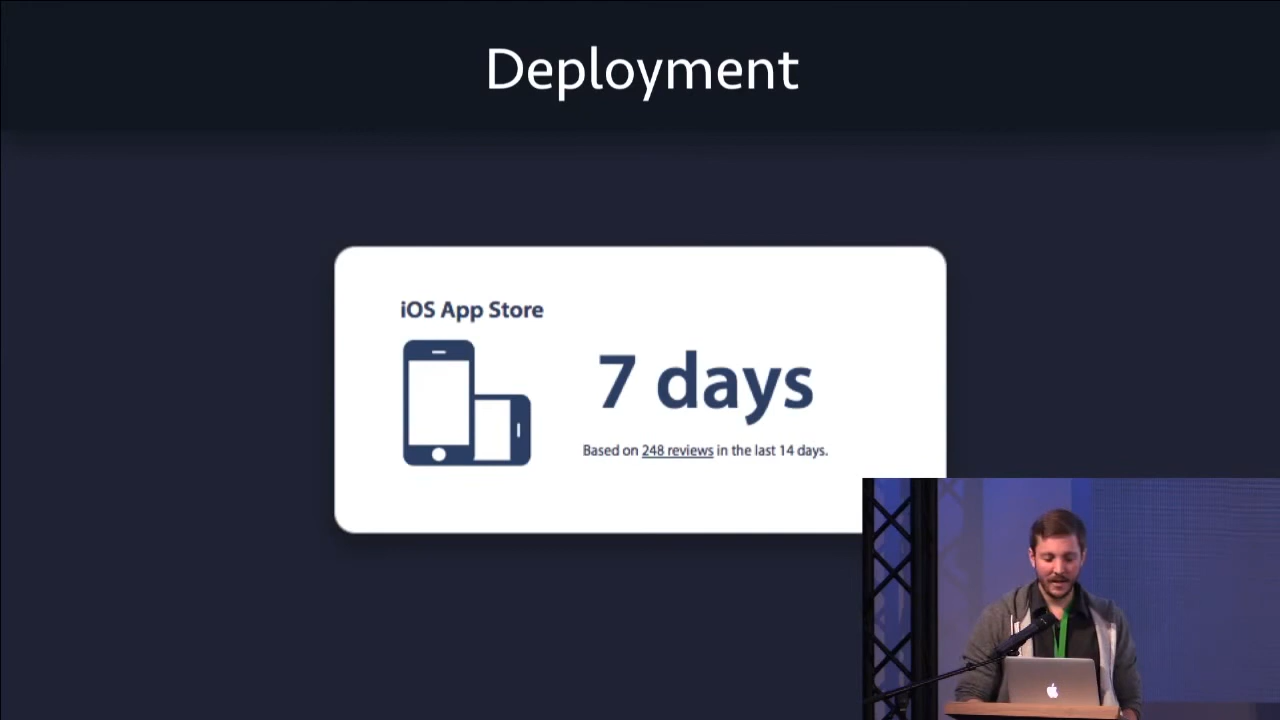 Deployment
iOS App Store
7 days
Based on 248 reviews in the last 14 days.